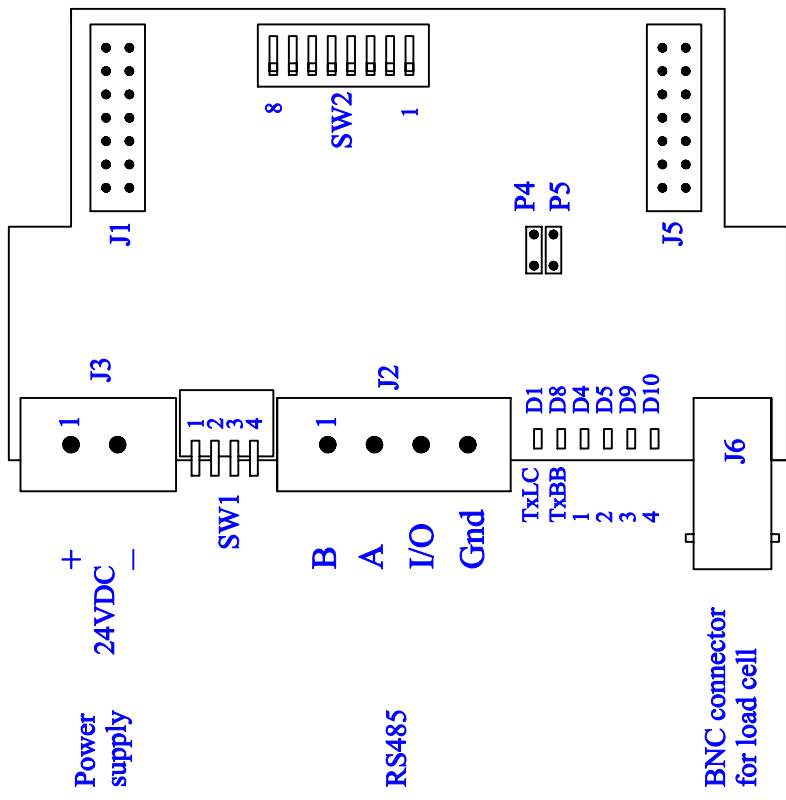 8
SW2
1
J1
P4
P5
J5
J3
1
SW1
1
2
3
4
J2
1
D1
D8
D4
D5
D9
D10
TxLC
TxBB
1
2
3
4
J6
+
24VDC
–
B
A
I/O
Gnd
Power
supply
RS485
BNC connector
for load cell